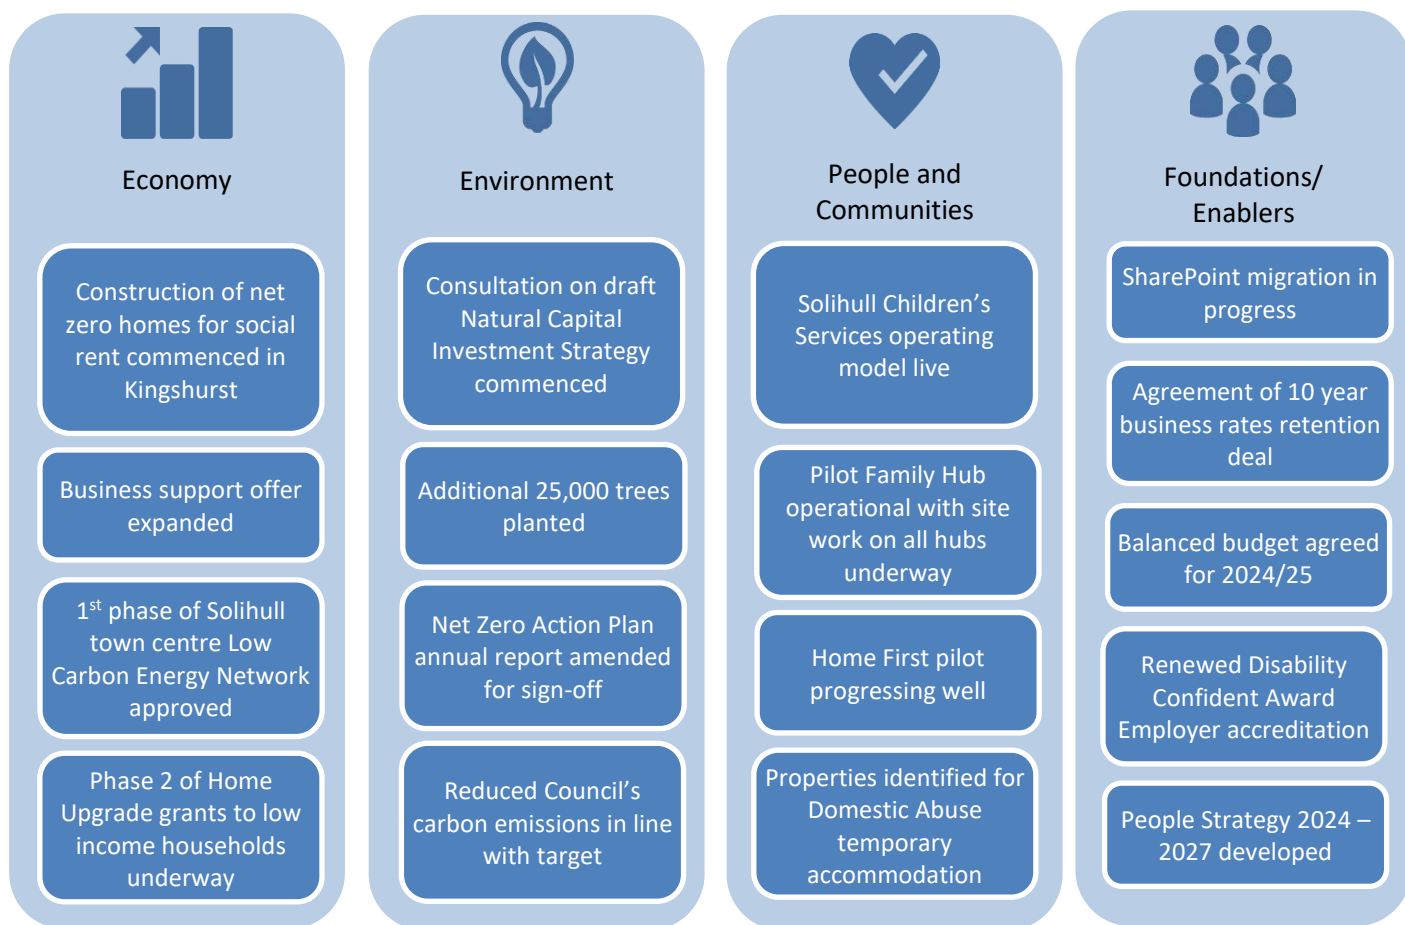 Economy
Construction of net
zero homes for social
rent commenced in
Kingshurst
Business support offer
expanded
1st phase of Solihull
town centre Low
Carbon Energy Network
approved
Phase 2 of Home
Upgrade grants to low
income households
underway
Environment
Consultation on draft
Natural Capital
Investment Strategy
commenced
Additional 25,000 trees
planted
Net Zero Action Plan
annual report amended
for sign-off
Reduced Council’s
carbon emissions in line
with target
People and
Communities
Solihull Children’s
Services operating
model live
Pilot Family Hub
operational with site
work on all hubs
underway
Home First pilot
progressing well
Properties identified for
Domestic Abuse
temporary
accommodation
Foundations/
Enablers
SharePoint migration in
progress
Agreement of 10 year
business rates retention
deal
Balanced budget agreed
for 2024/25
Renewed Disability
Confident Award
Employer accreditation
People Strategy 2024 –
2027 developed